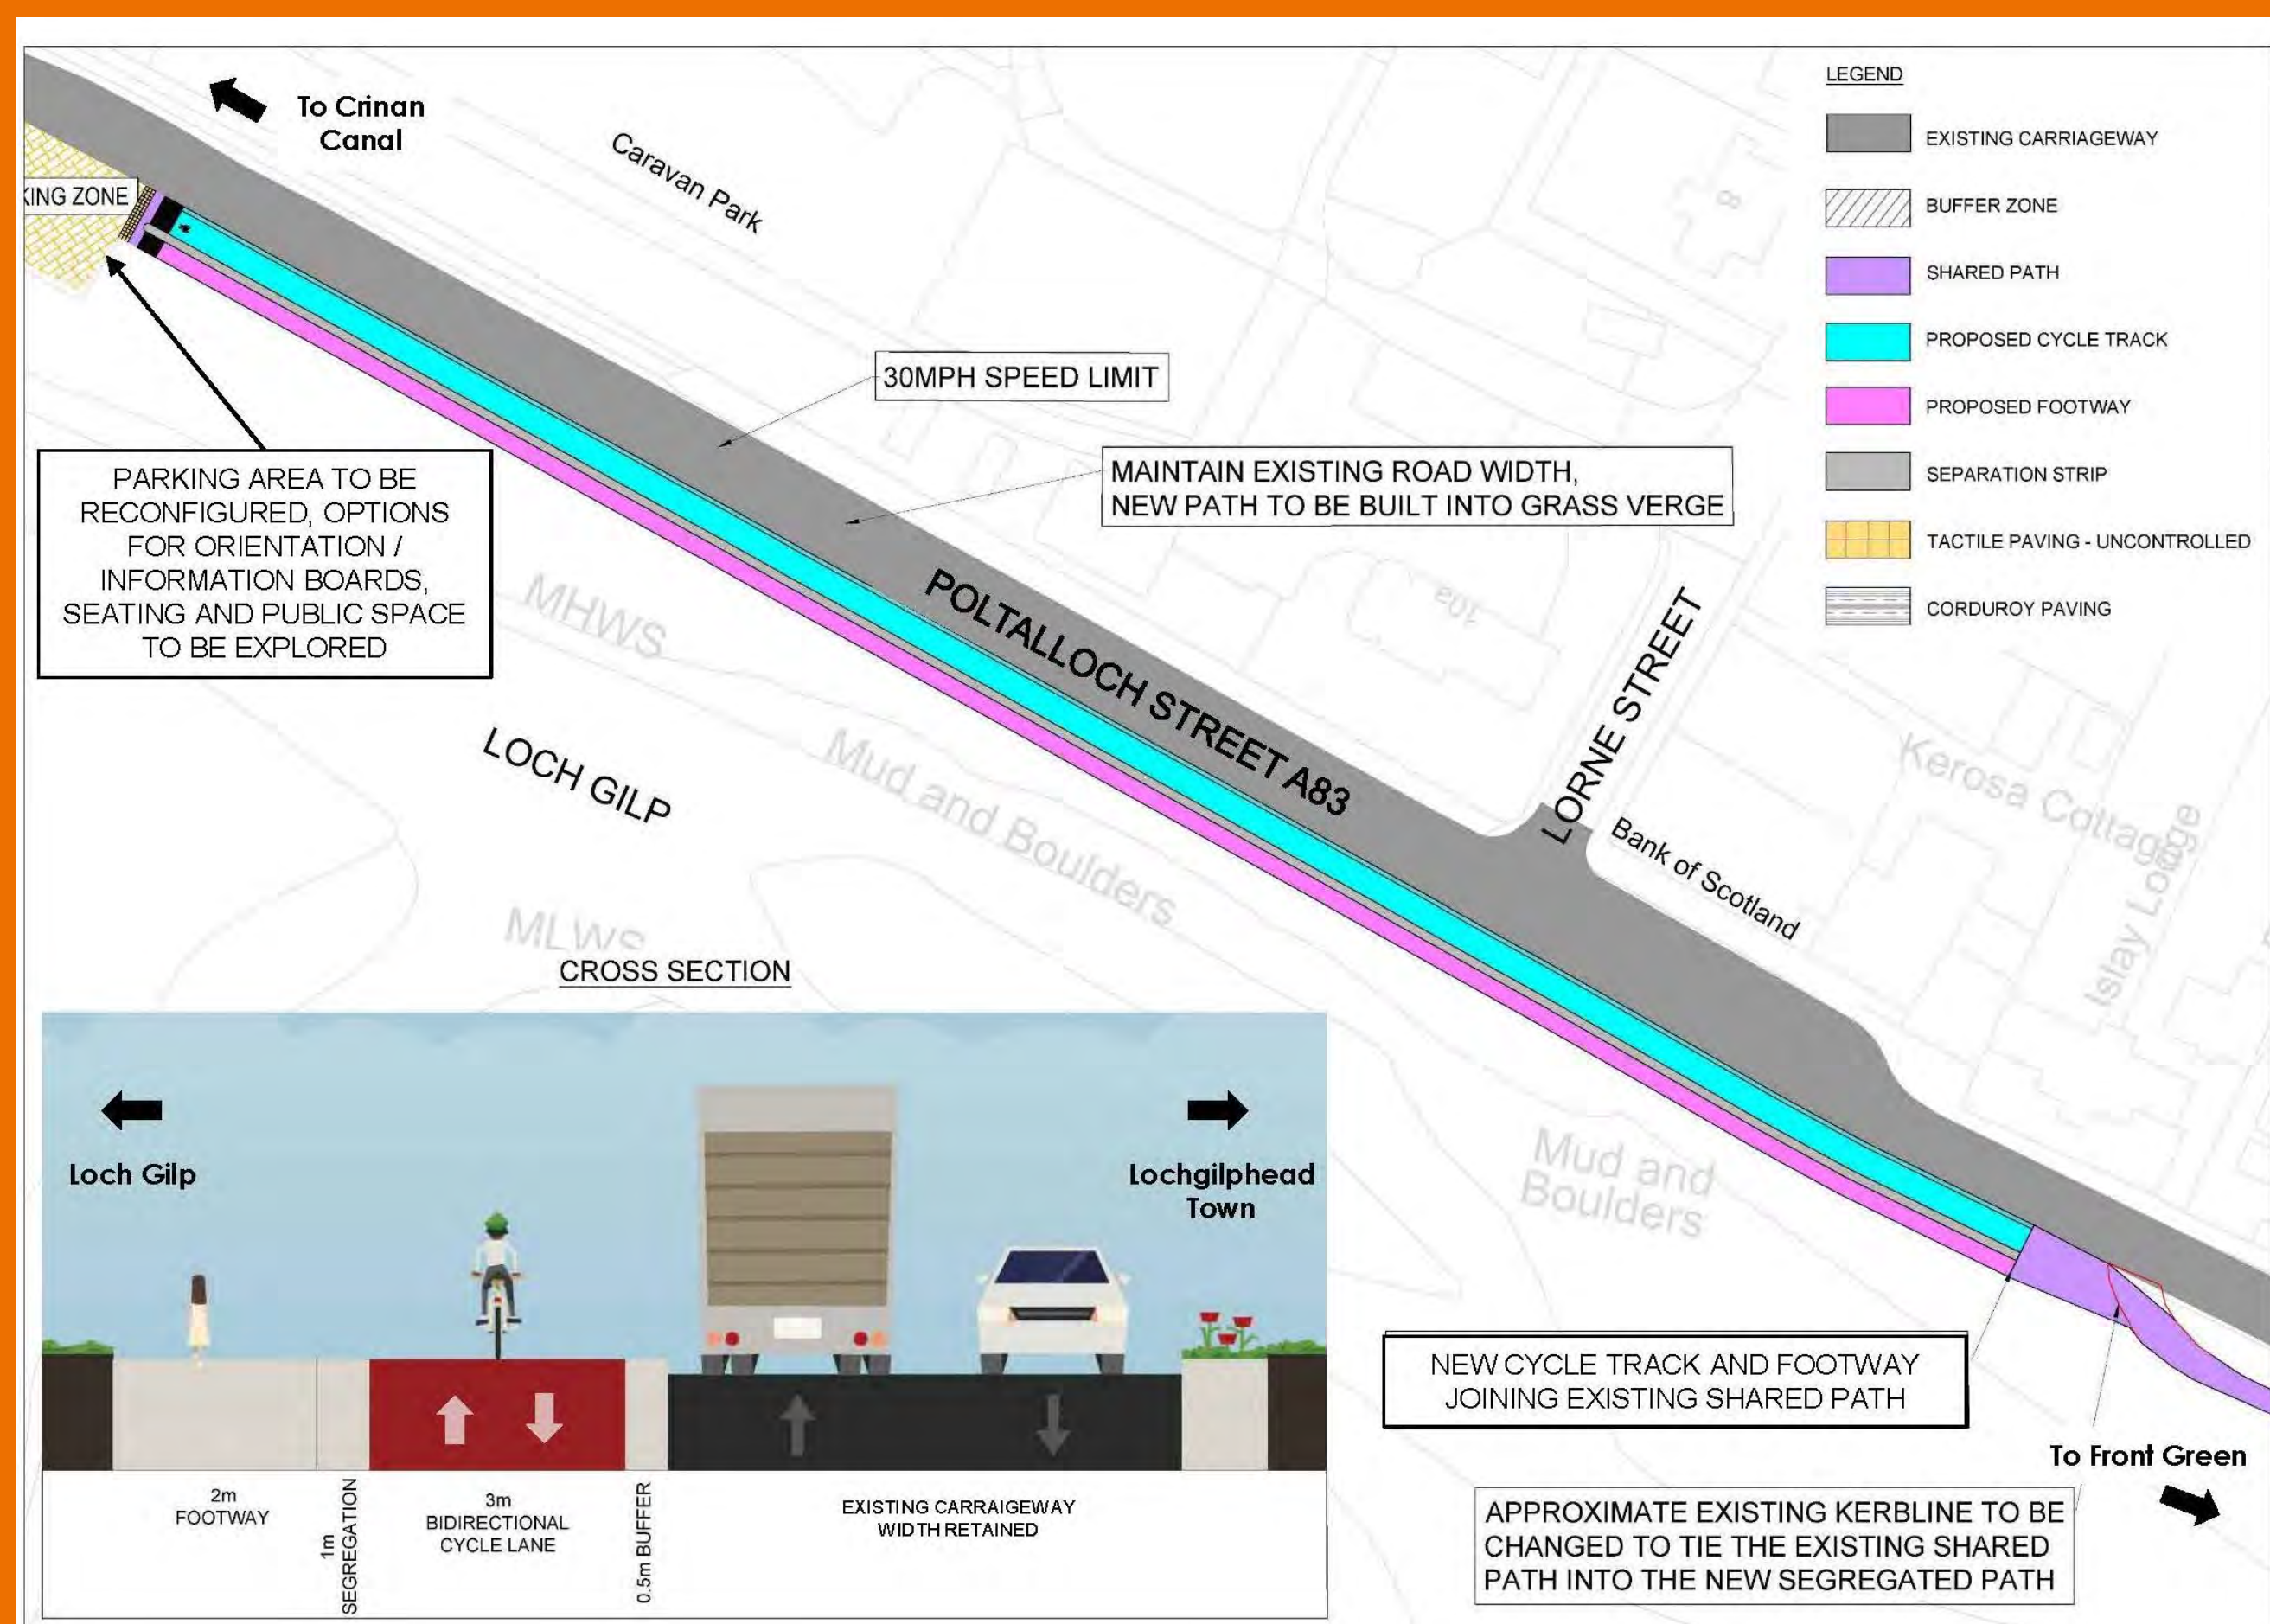 To Crinan
Canal
Caravan Park
KING ZONE
30MPH SPEED LIMIT
MAINTAIN EXISTING ROAD WIDTH,
NEW PATH TO BE BUILT INTO GRASS VERGE
PARKING AREA TO BE
RECONFIGURED, OPTIONS
FOR ORIENTATION /
INFORMATION BOARDS,
SEATING AND PUBLIC SPACE
TO BE EXPLORED
LEGEND
EXISTING CARRIAGEWAY
BUFFER ZONE
SHARED PATH
PROPOSED CYCLE TRACK
PROPOSED FOOTWAY
SEPARATION STRIP
TACTILE PAVING - UNCONTROLLED
CORDUROY PAVING
8
10a
MHWS
POLTALLOCH STREET A83
LORNE STREET
LOCH GILP
Mud and Boulders
Bank of Scotland
Kerosa Cottage
Islay Lodge
MLWS
Mud and
Boulders
CROSS SECTION
Loch Gilp
Lochgilphead
Town
2m
FOOTWAY
1m
SEGREGATION
3m
BIDIRECTIONAL
CYCLE LANE
0.5m BUFFER
EXISTING CARRAIGEWAY
WIDTH RETAINED
NEW CYCLE TRACK AND FOOTWAY
JOINING EXISTING SHARED PATH
To Front Green
APPROXIMATE EXISTING KERBLINE TO BE
CHANGED TO TIE THE EXISTING SHARED
PATH INTO THE NEW SEGREGATED PATH